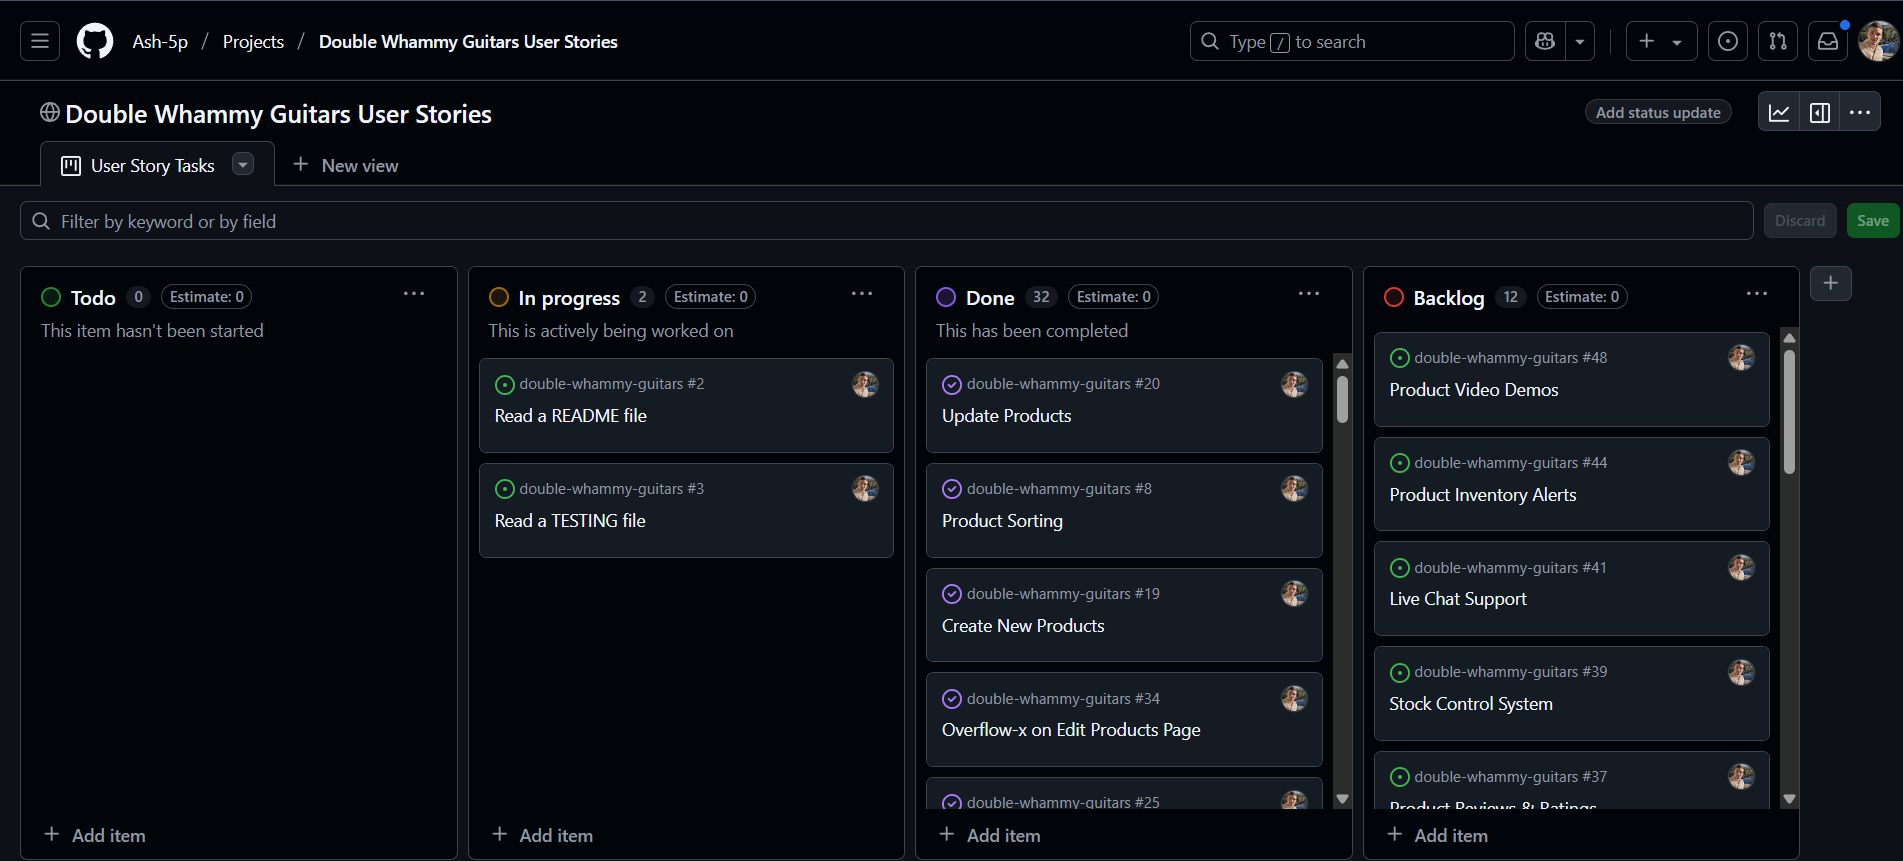 Ash-5p / Projects / Double Whammy Guitars User Stories
Type / to search
Double Whammy Guitars User Stories
Add status update
User Story Tasks
New view
Filter by keyword or by field
Discard
Save
Todo 0 Estimate: 0
This item hasn't been started
Add item
In progress 2 Estimate: 0
This is actively being worked on
double-whammy-guitars #2
Read a README file
double-whammy-guitars #3
Read a TESTING file
Add item
Done 32 Estimate: 0
This has been completed
double-whammy-guitars #20
Update Products
double-whammy-guitars #8
Product Sorting
double-whammy-guitars #19
Create New Products
double-whammy-guitars #34
Overflow-x on Edit Products Page
double-whammy-guitars #25
Add item
Backlog 12 Estimate: 0
double-whammy-guitars #48
Product Video Demos
double-whammy-guitars #44
Product Inventory Alerts
double-whammy-guitars #41
Live Chat Support
double-whammy-guitars #39
Stock Control System
double-whammy-guitars #37
Product Reviews & Ratings
Add item